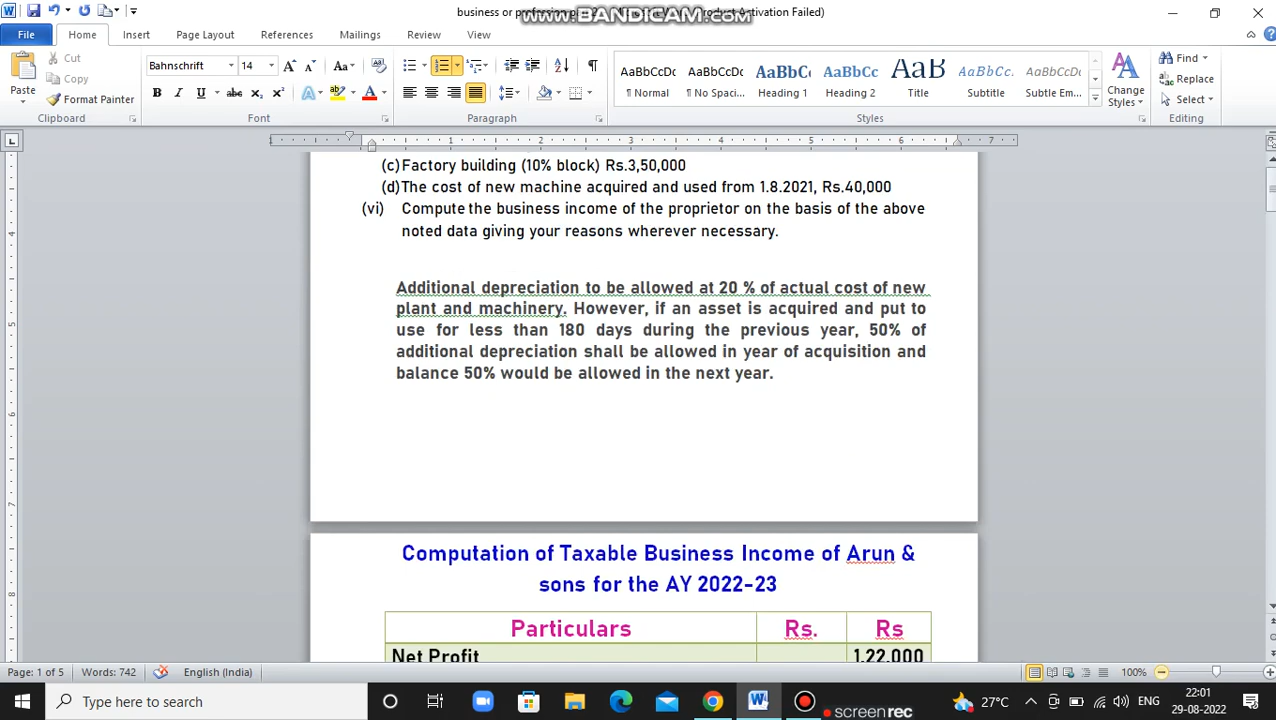 business or profession
(Product Activation Failed)
www.BANDICAM.com
File
Home
Insert
Page Layout
References
Mailings
Review
View
Paste
Cut
Copy
Format Painter
Clipboard
Bahnschrift
14
Font
Paragraph
AaBbCcDc
¶ Normal
AaBbCcDc
¶ No Spaci...
AaBbCc
Heading 1
AaBbCc
Heading 2
AaB
Title
AaBbCc.
Subtitle
AaBbCcDc
Subtle Em...
Change Styles
Styles
Find
Replace
Select
Editing
(c)Factory building (10% block) Rs.3,50,000
(d)The cost of new machine acquired and used from 1.8.2021, Rs.40,000
(vi) Compute the business income of the proprietor on the basis of the above
noted data giving your reasons wherever necessary.
Additional depreciation to be allowed at 20 % of actual cost of new
plant and machinery. However, if an asset is acquired and put to
use for less than 180 days during the previous year, 50% of
additional depreciation shall be allowed in year of acquisition and
balance 50% would be allowed in the next year.
Computation of Taxable Business Income of Arun &
sons for the AY 2022-23
Particulars Rs. Rs
Net Profit 1,22,000
Page: 1 of 5
Words: 742
English (India)
100%
Type here to search
27°C
ENG
22:01
29-08-2022
screen rec